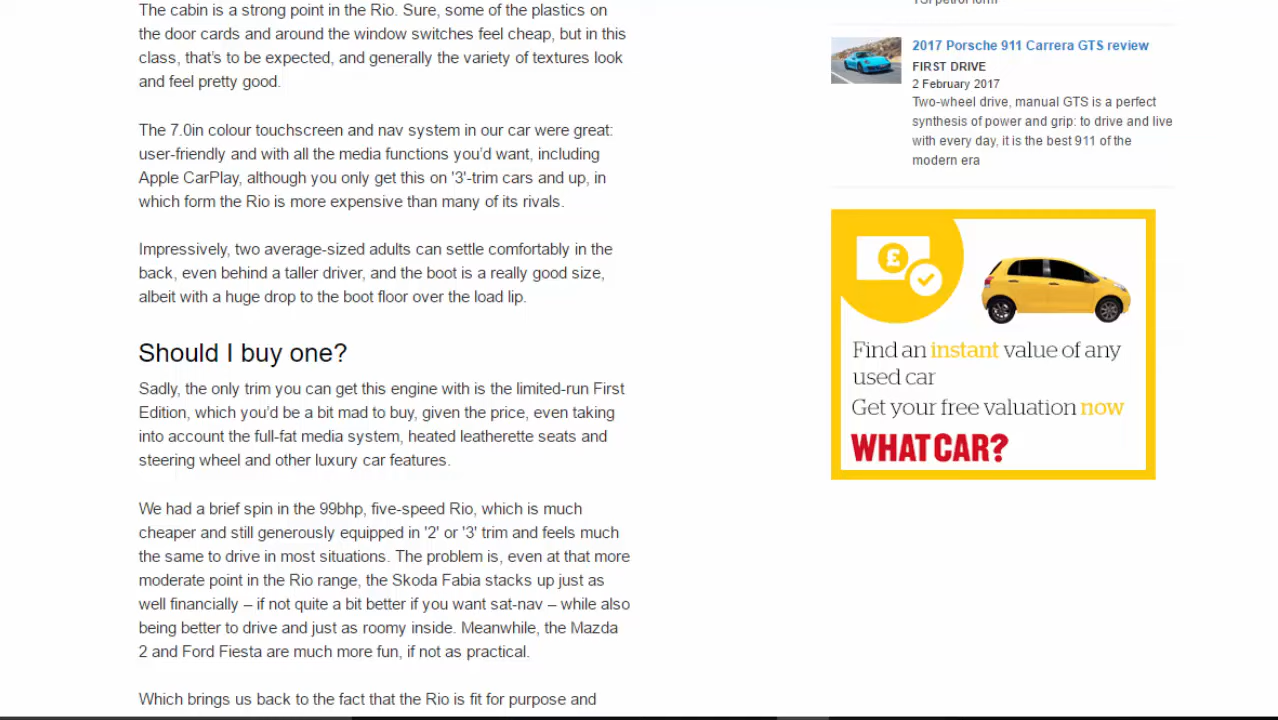 The cabin is a strong point in the Rio. Sure, some of the plastics on
the door cards and around the window switches feel cheap, but in this
class, that's to be expected, and generally the variety of textures look
and feel pretty good.
The 7.0in colour touchscreen and nav system in our car were great:
user-friendly and with all the media functions you'd want, including
Apple CarPlay, although you only get this on '3'-trim cars and up, in
which form the Rio is more expensive than many of its rivals.
Impressively, two average-sized adults can settle comfortably in the
back, even behind a taller driver, and the boot is a really good size,
albeit with a huge drop to the boot floor over the load lip.
Should I buy one?
Sadly, the only trim you can get this engine with is the limited-run First
Edition, which you'd be a bit mad to buy, given the price, even taking
into account the full-fat media system, heated leatherette seats and
steering wheel and other luxury car features.
We had a brief spin in the 99bhp, five-speed Rio, which is much
cheaper and still generously equipped in '2' or '3' trim and feels much
the same to drive in most situations. The problem is, even at that more
moderate point in the Rio range, the Skoda Fabia stacks up just as
well financially – if not quite a bit better if you want sat-nav – while also
being better to drive and just as roomy inside. Meanwhile, the Mazda
2 and Ford Fiesta are much more fun, if not as practical.
Which brings us back to the fact that the Rio is fit for purpose and
TSI petrol form
2017 Porsche 911 Carrera GTS review
FIRST DRIVE
2 February 2017
Two-wheel drive, manual GTS is a perfect
synthesis of power and grip: to drive and live
with every day, it is the best 911 of the
modern era
£
Find an instant value of any
used car
Get your free valuation now
WHAT CAR?